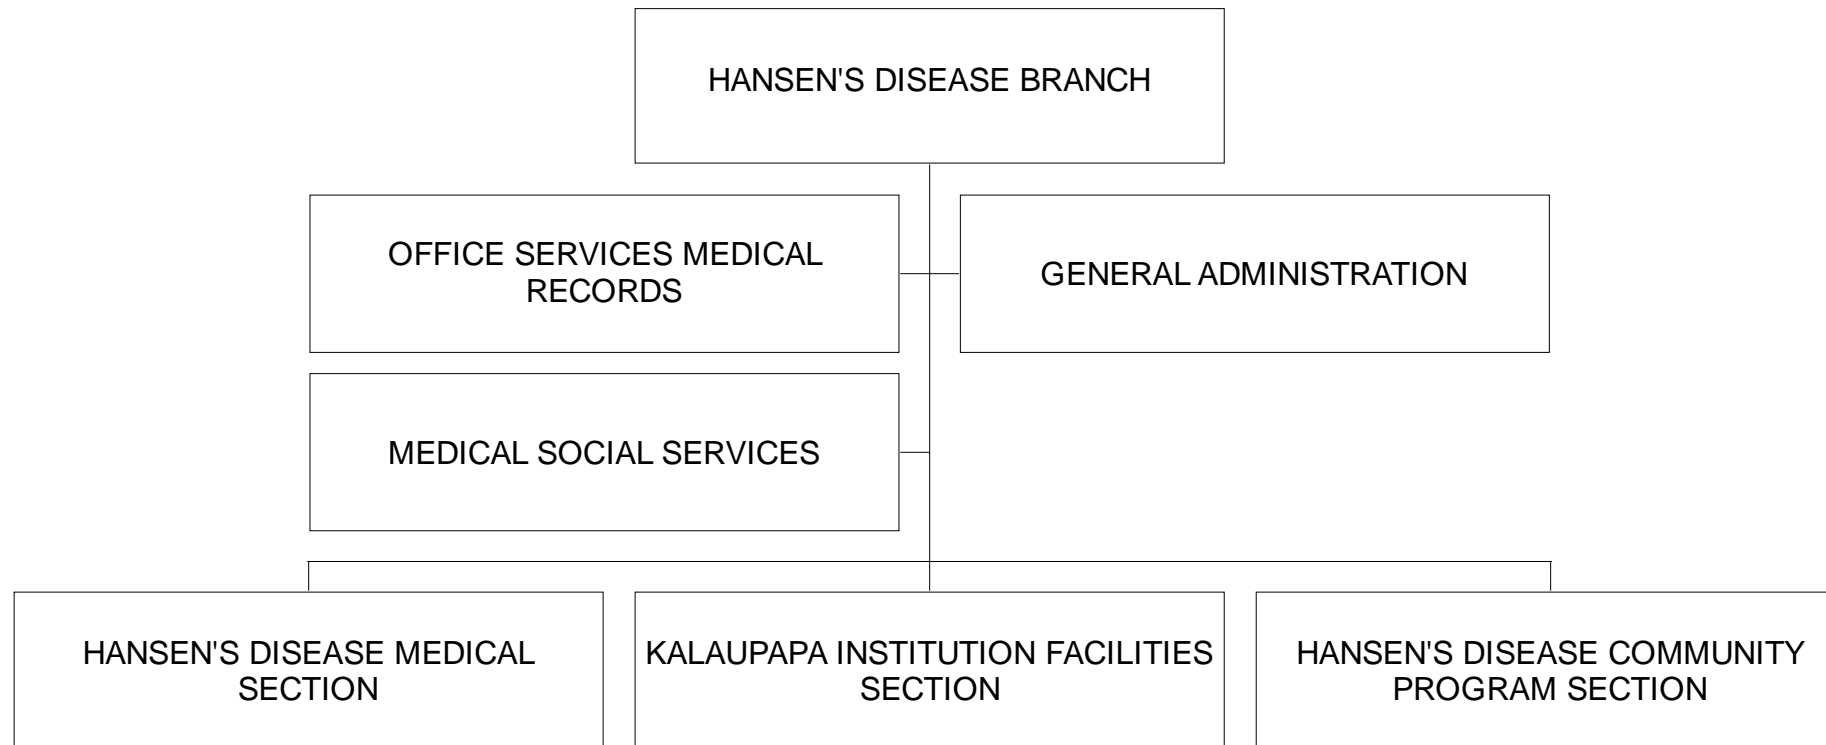 HANSEN'S DISEASE BRANCH
OFFICE SERVICES MEDICAL
RECORDS
GENERAL ADMINISTRATION
MEDICAL SOCIAL SERVICES
HANSEN'S DISEASE MEDICAL
SECTION
KALAUPAPA INSTITUTION FACILITIES
SECTION
HANSEN'S DISEASE COMMUNITY
PROGRAM SECTION